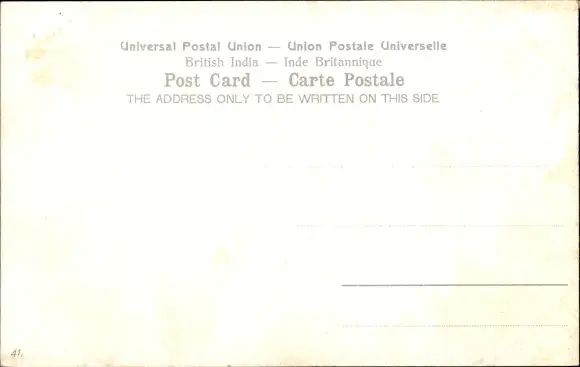 Universal Postal Union — Union Postale Universelle
British India — Inde Britannique
Post Card — Carte Postale
THE ADDRESS ONLY TO BE WRITTEN ON THIS SIDE
41.